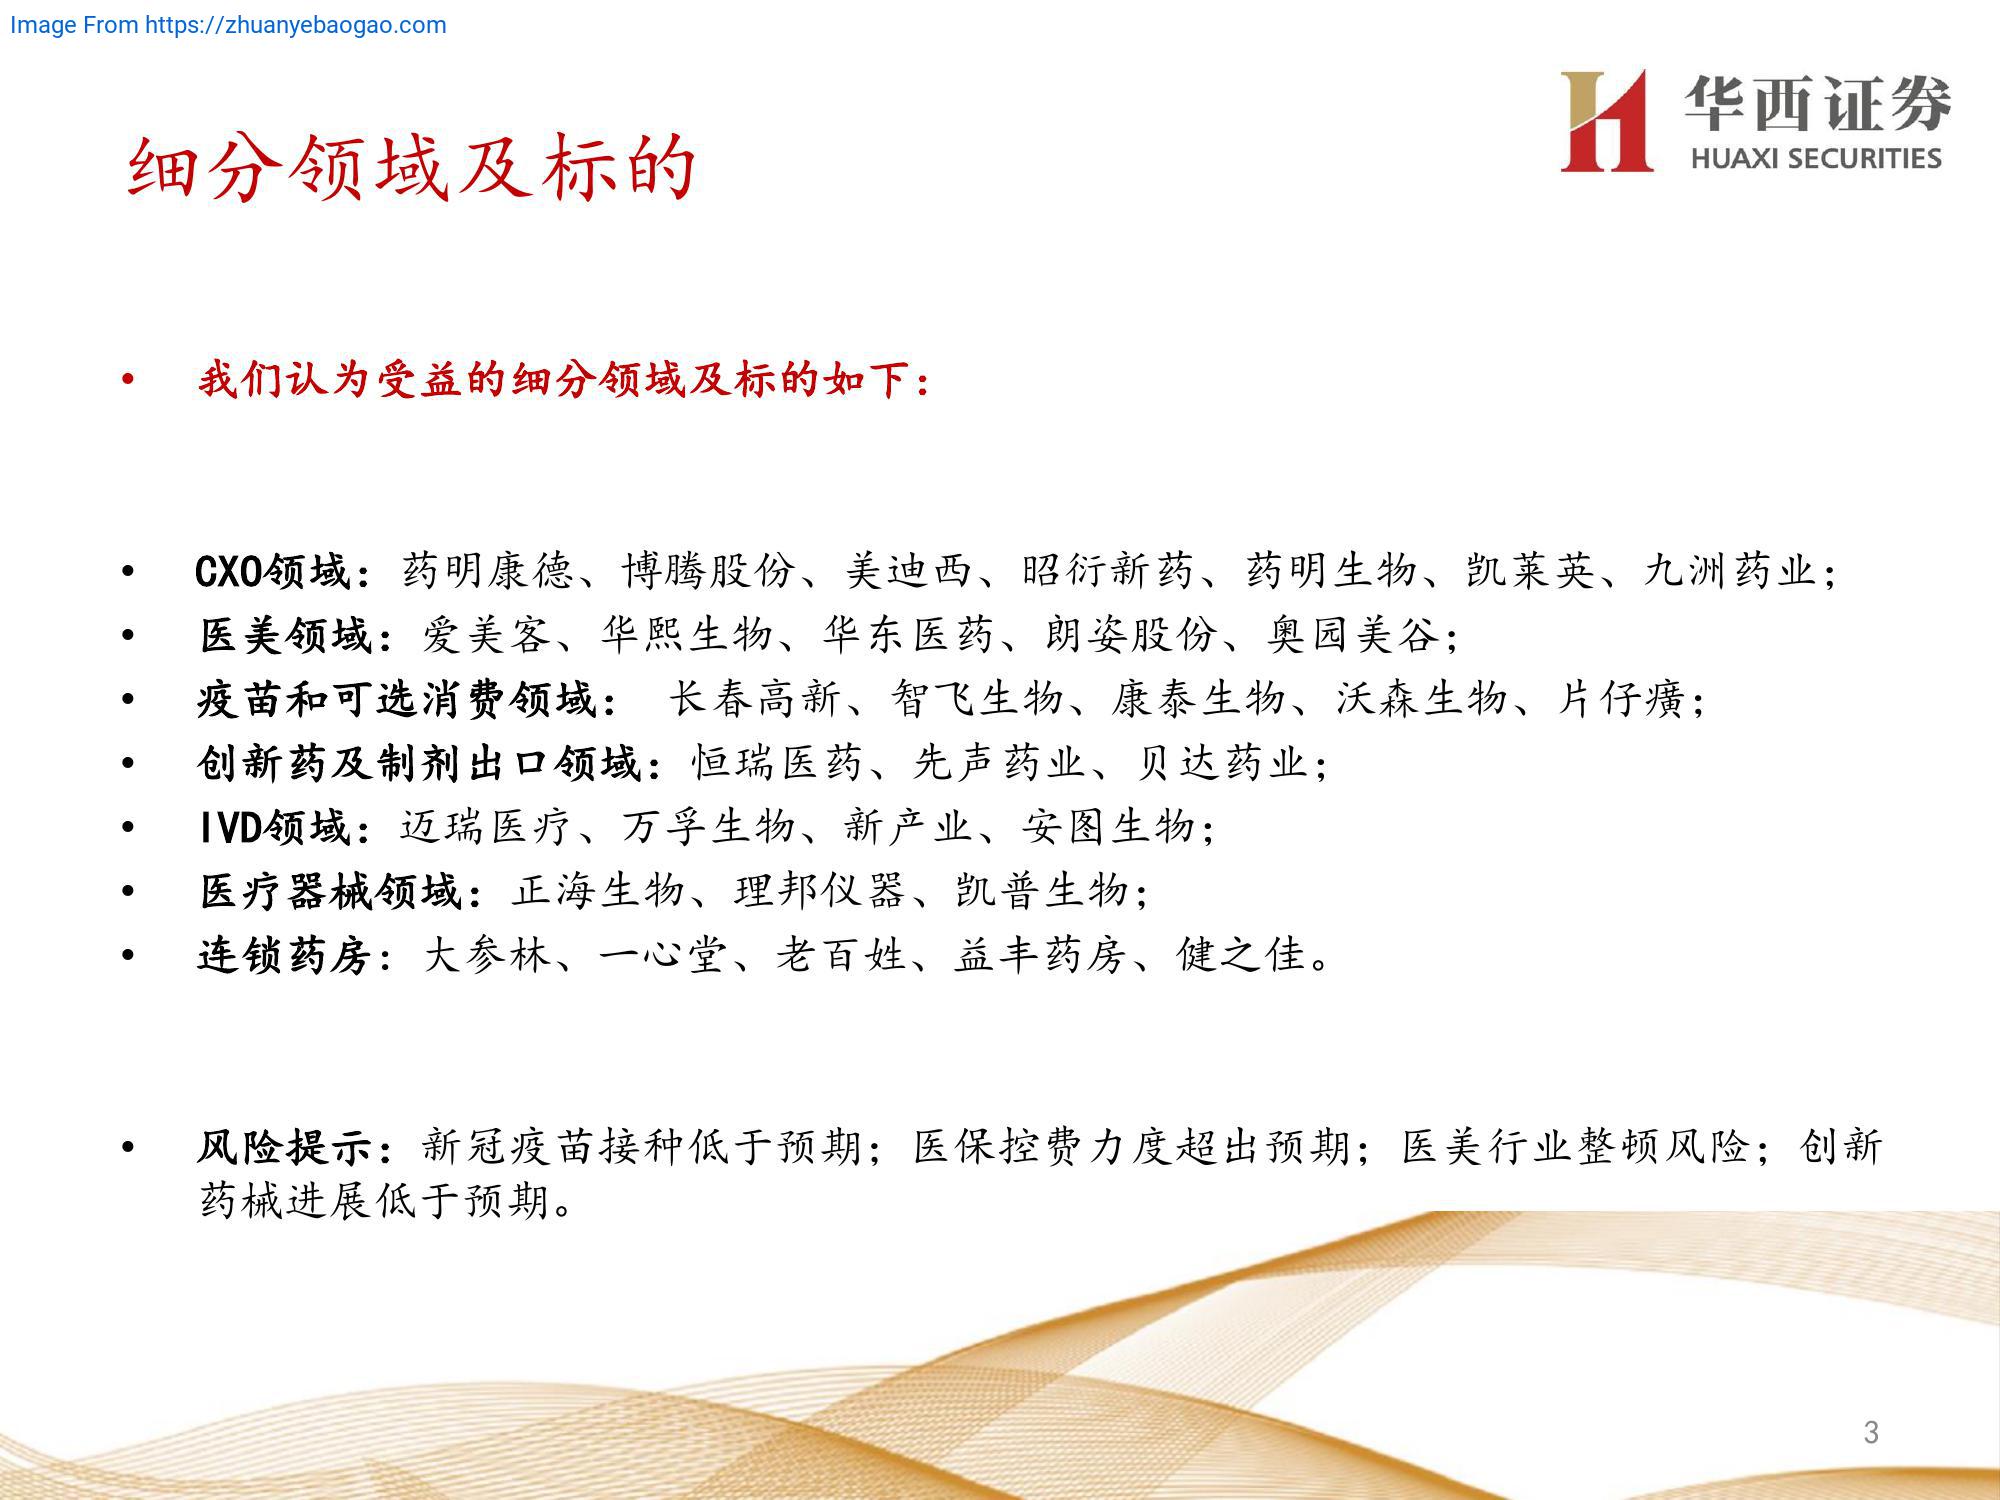 Image From https://zhuanyebaogao.com
华西证券
HUAXI SECURITIES
细分领域及标的
• 我们认为受益的细分领域及标的如下：
• CXO领域：药明康德、博腾股份、美迪西、昭衍新药、药明生物、凯莱英、九洲药业；
• 医美领域：爱美客、华熙生物、华东医药、朗姿股份、奥园美谷；
• 疫苗和可选消费领域： 长春高新、智飞生物、康泰生物、沃森生物、片仔癀；
• 创新药及制剂出口领域：恒瑞医药、先声药业、贝达药业；
• IVD领域：迈瑞医疗、万孚生物、新产业、安图生物；
• 医疗器械领域：正海生物、理邦仪器、凯普生物；
• 连锁药房：大参林、一心堂、老百姓、益丰药房、健之佳。
• 风险提示：新冠疫苗接种低于预期；医保控费力度超出预期；医美行业整顿风险；创新
药械进展低于预期。
3